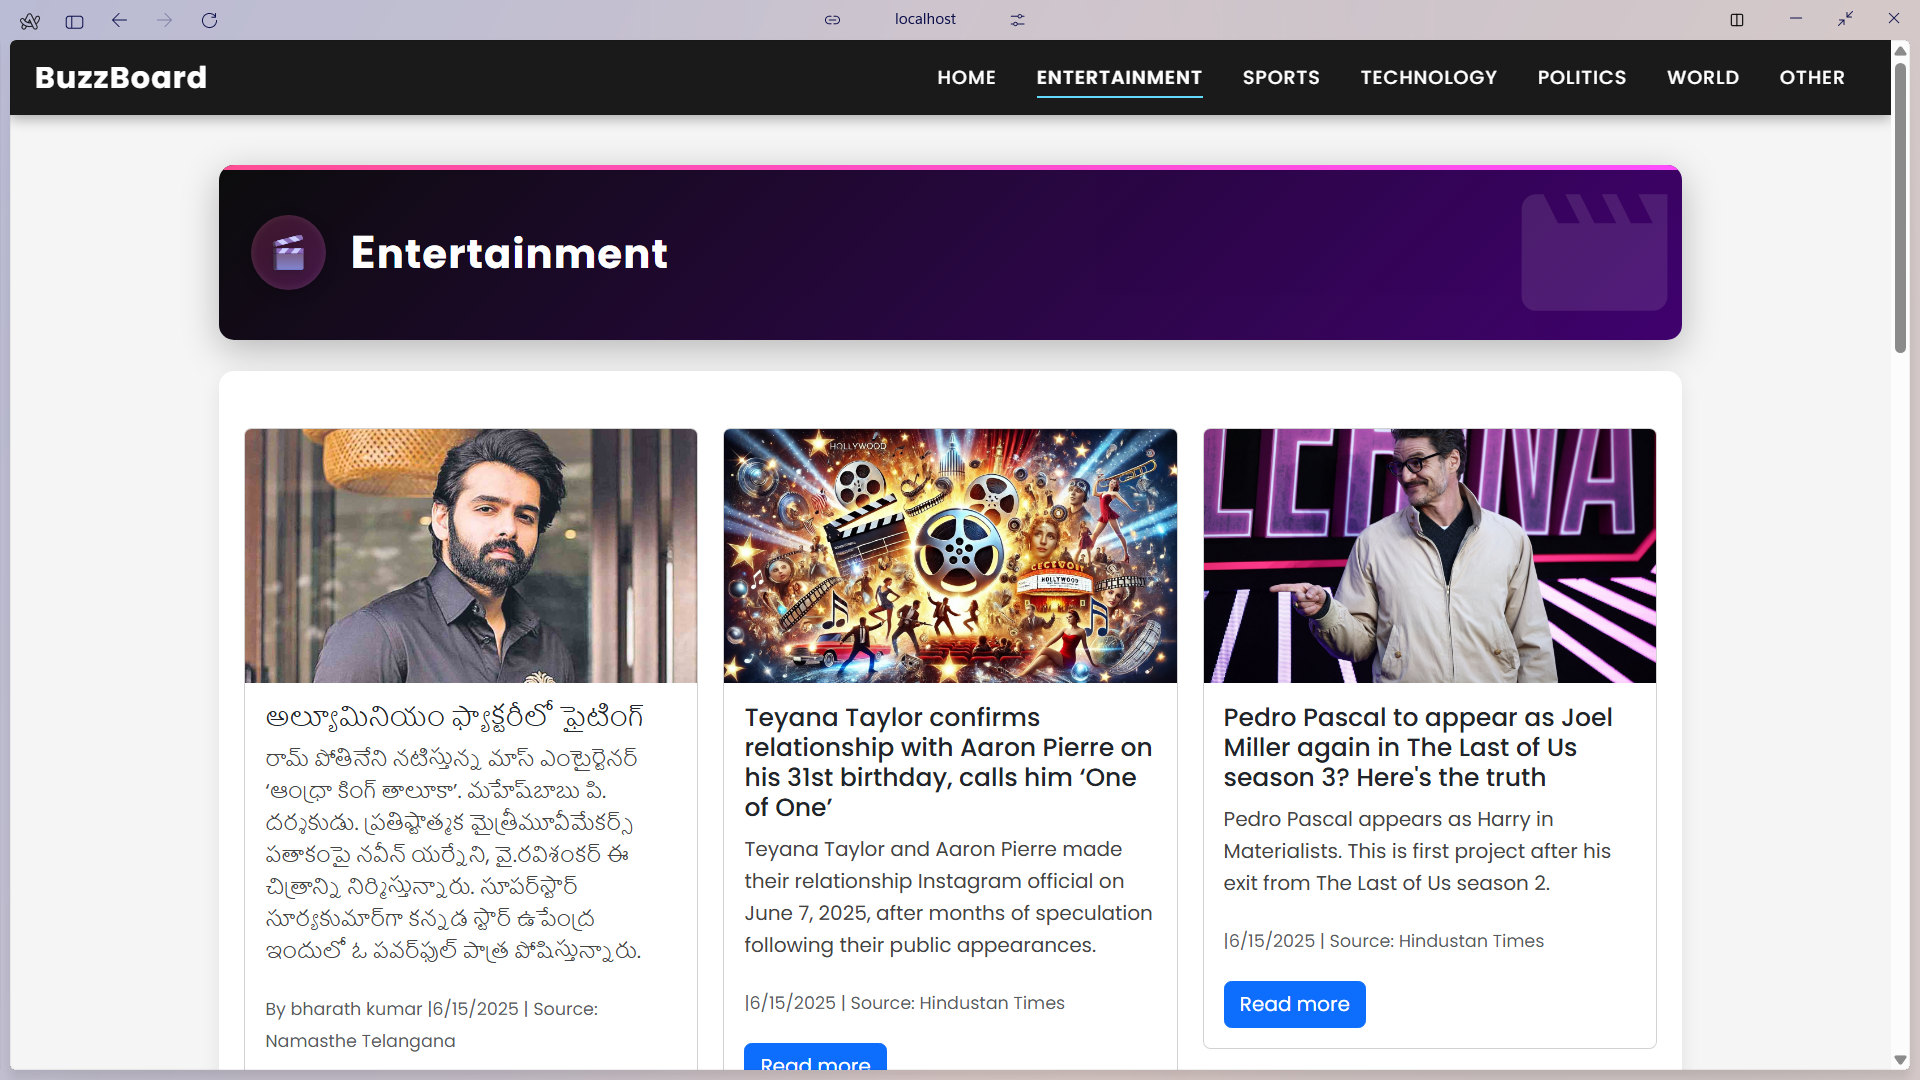 localhost
BuzzBoard
HOME
ENTERTAINMENT
SPORTS
TECHNOLOGY
POLITICS
WORLD
OTHER
Entertainment
అల్యూమినియం ఫ్యాక్టరీలో ఫైటింగ్
రామ్ పోతినేని నటిస్తున్న మాస్ ఎంటైర్టెనర్
‘ఆంధ్రా కింగ్ తాలూకా’. మహేష్‌బాబు పి.
దర్శకుడు. ప్రతిష్టాత్మక మైత్రీమూవీమేకర్స్
పతాకంపై నవీన్ యర్నేని, వై.రవిశంకర్ ఈ
చిత్రాన్ని నిర్మిస్తున్నారు. సూపర్‌స్టార్
సూర్యకుమార్‌గా కన్నడ స్టార్ ఉపేంద్ర
ఇందులో ఓ పవర్‌ఫుల్ పాత్ర పోషిస్తున్నారు.
By bharath kumar |6/15/2025 | Source:
Namasthe Telangana
HOLLYWOOD
HOLLYWOOD
Teyana Taylor confirms
relationship with Aaron Pierre on
his 31st birthday, calls him ‘One
of One’
Teyana Taylor and Aaron Pierre made
their relationship Instagram official on
June 7, 2025, after months of speculation
following their public appearances.
|6/15/2025 | Source: Hindustan Times
Read more
Pedro Pascal to appear as Joel
Miller again in The Last of Us
season 3? Here's the truth
Pedro Pascal appears as Harry in
Materialists. This is first project after his
exit from The Last of Us season 2.
|6/15/2025 | Source: Hindustan Times
Read more